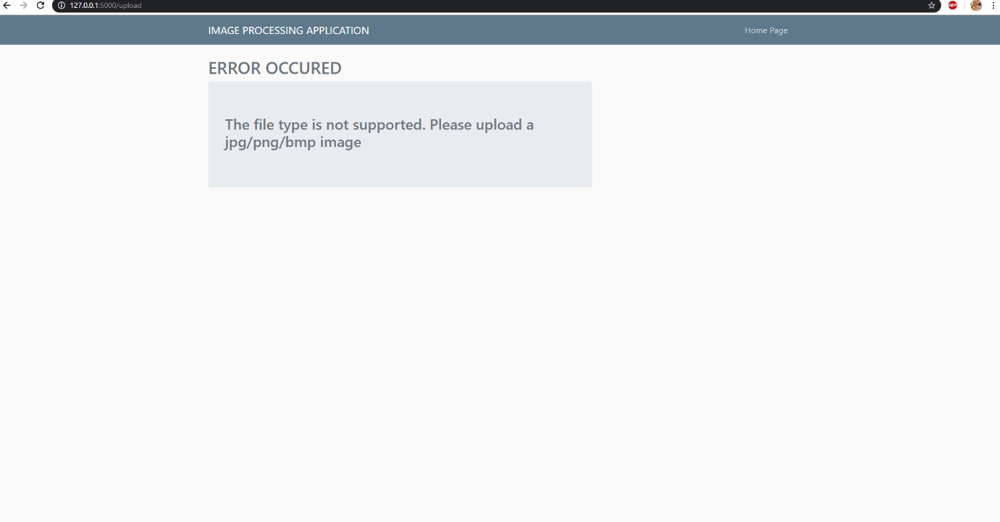 127.0.0.1:5000/upload
ABP
IMAGE PROCESSING APPLICATION
Home Page
ERROR OCCURED
The file type is not supported. Please upload a
jpg/png/bmp image